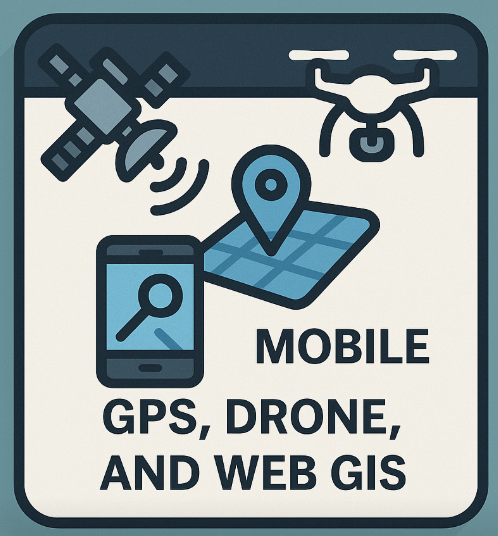 MOBILE
GPS, DRONE,
AND WEB GIS